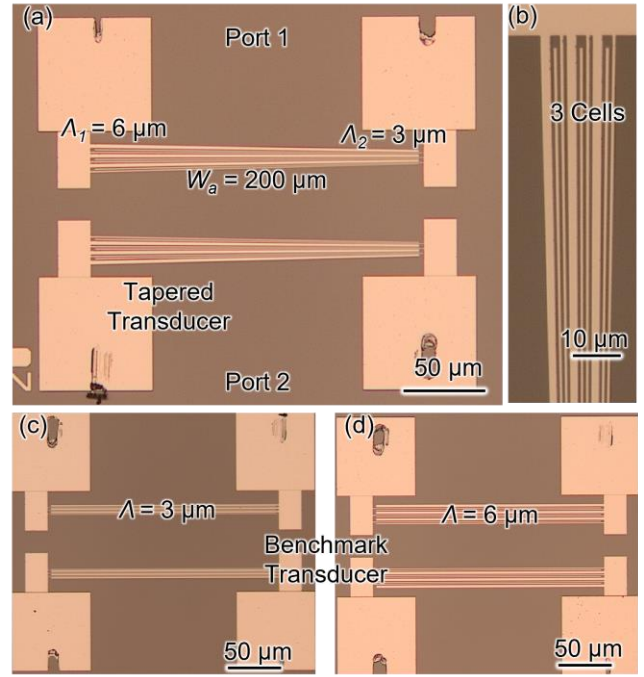 (a)
Port 1
Λ₁ = 6 μm
Λ₂ = 3 μm
Wₐ = 200 μm
Tapered
Transducer
Port 2
50 μm
(b)
3 Cells
10 μm
(c)
Λ = 3 μm
50 μm
(d)
Λ = 6 μm
50 μm
Benchmark
Transducer